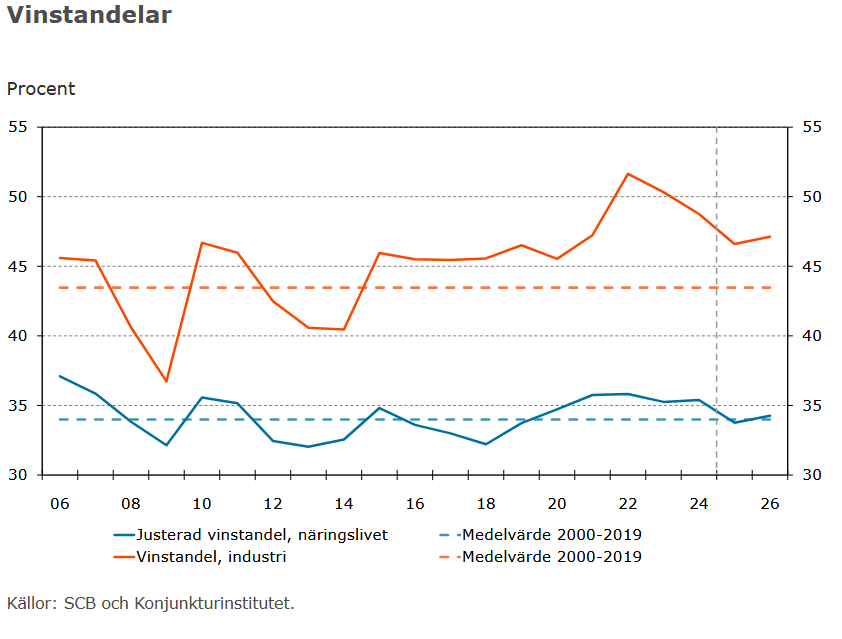 Vinstandelar
Procent
55 55
50 50
45 45
40 40
35 35
30 30
06 08 10 12 14 16 18 20 22 24 26
Justerad vinstandel, näringslivet Medelvärde 2000-2019
Vinstandel, industri Medelvärde 2000-2019
Källor: SCB och Konjunkturinstitutet.